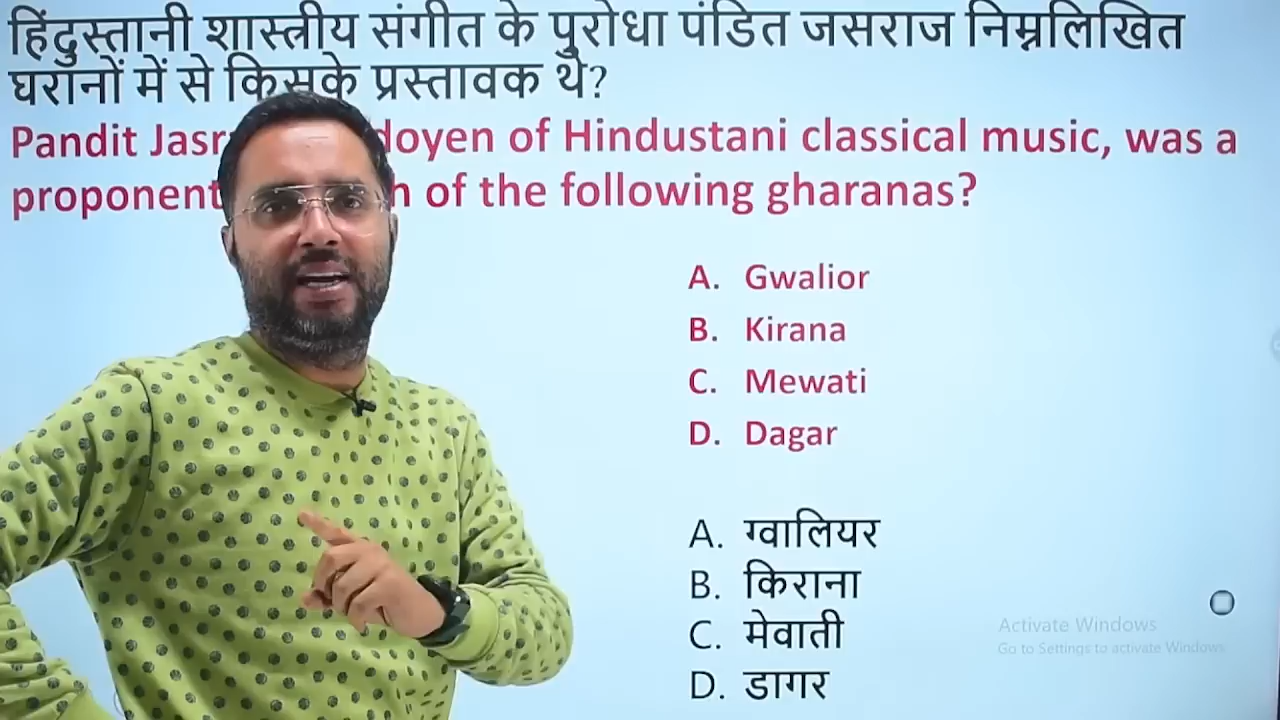 हिंदुस्तानी शास्त्रीय संगीत के पुरोधा पंडित जसराज निम्नलिखित
घरानों में से किसके प्रस्तावक थे?
Pandit doyen of Hindustani classical music, was a
proponent of the following gharanas?
A. Gwalior
B. Kirana
C. Mewati
D. Dagar
A. ग्वालियर
B. किराना
C. मेवाती
D. डागर
Activate Windows
Go to Settings to activate Windows.